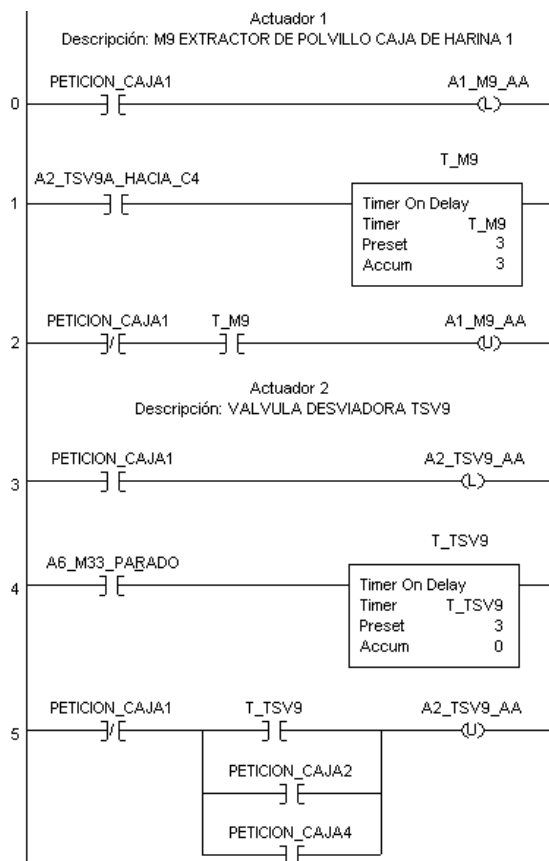 Actuador 1
Descripción: M9 EXTRACTOR DE POLVILLO CAJA DE HARINA 1
PETICION_CAJA1 A1_M9_AA
0 L
T_M9
A2_TSV9A_HACIA_C4
1 Timer On Delay
Timer T_M9
Preset 3
Accum 3
PETICION_CAJA1 T_M9 A1_M9_AA
2 U
Actuador 2
Descripción: VALVULA DESVIADORA TSV9
PETICION_CAJA1 A2_TSV9_AA
3 L
T_TSV9
A6_M33_PARADO
4 Timer On Delay
Timer T_TSV9
Preset 3
Accum 0
PETICION_CAJA1 T_TSV9 A2_TSV9_AA
5 U
PETICION_CAJA2
PETICION_CAJA4